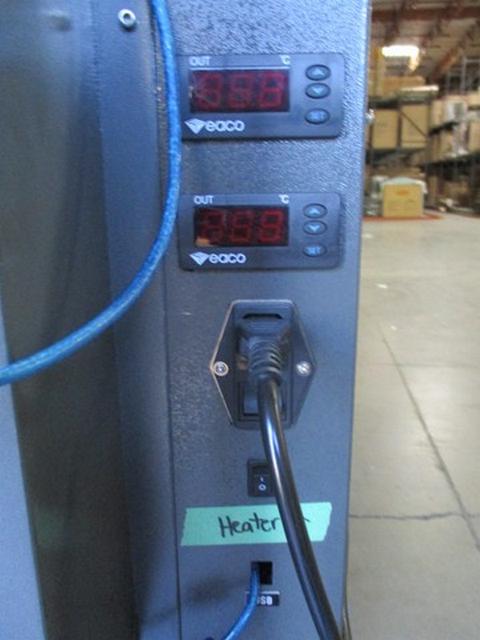 OUT °C
SET
eaco
OUT °C
SET
eaco
Heater
USB